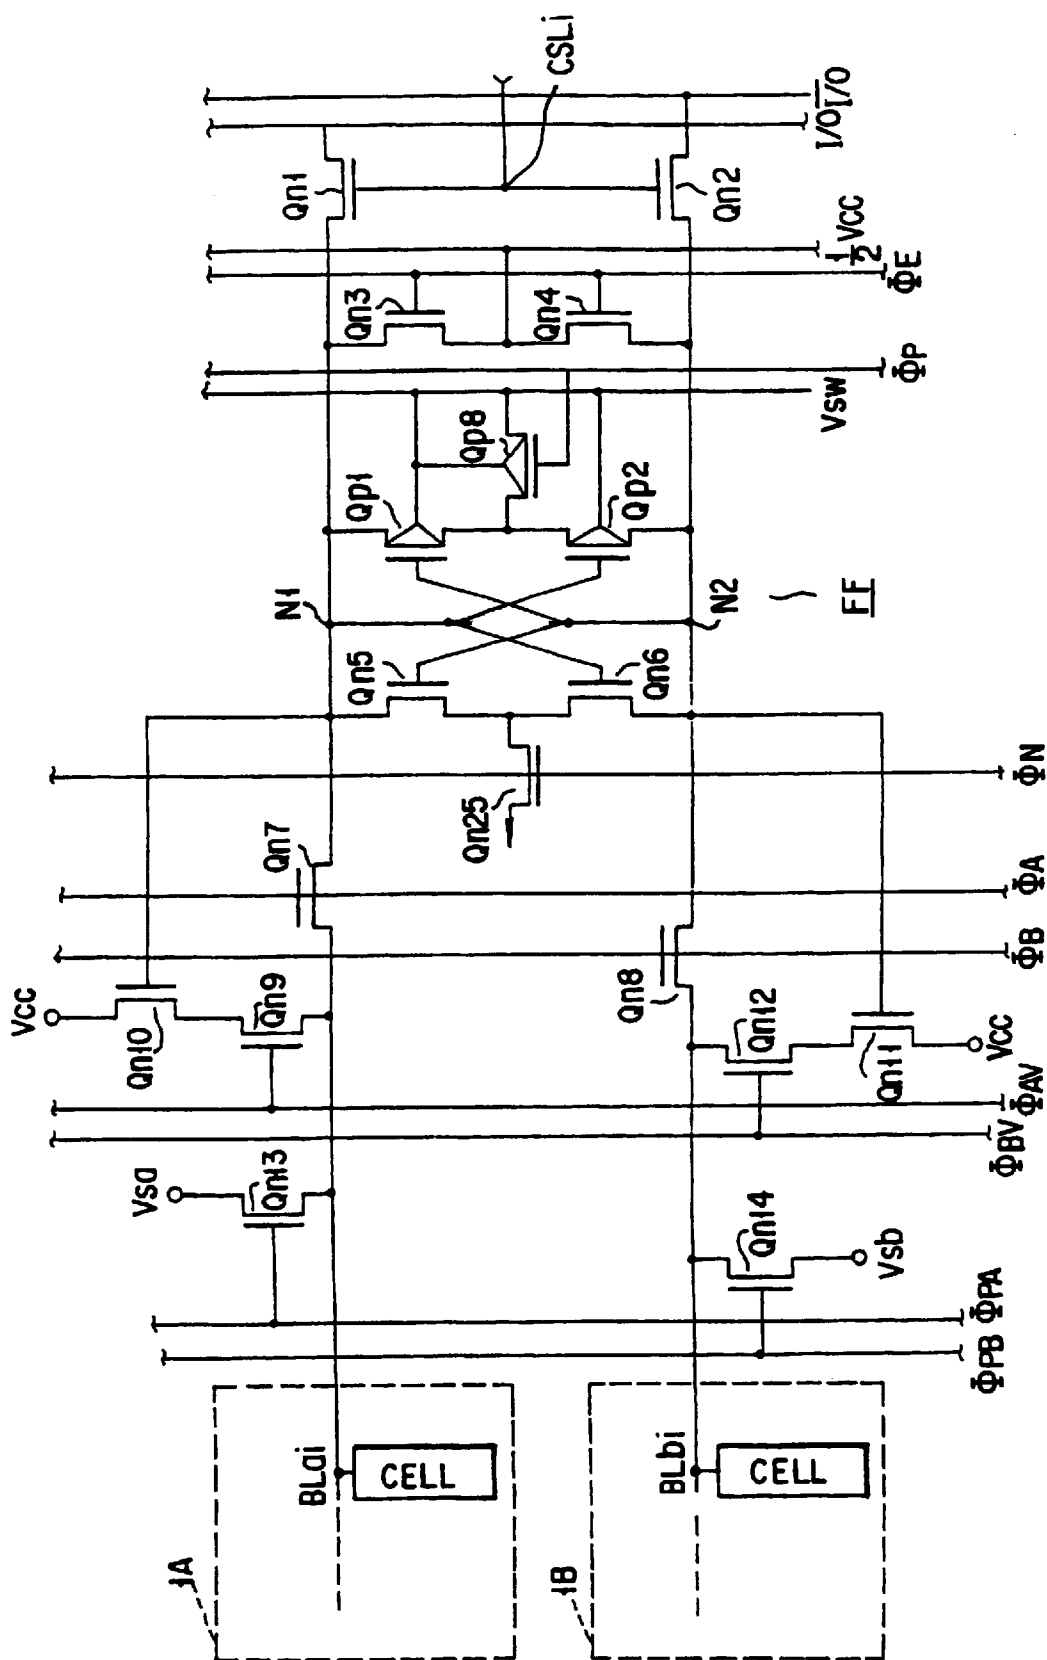 CSLi
I/O
I/O
Qn1
Qn2
1/2 VCC
ΦE
Qn3
Qn4
ΦP
Vsw
Qp8
Qp1
Qp2
N1
N2
FF
Qn5
Qn6
ΦN
Qn25
Qn7
ΦA
ΦB
Qn8
VCC
Qn10
Qn9
Qn12
Qn11
VCC
ΦAV
ΦBV
Vsa
Qn13
Qn14
Vsb
ΦPA
ΦPB
BLai
CELL
BLbi
CELL
1A
1B